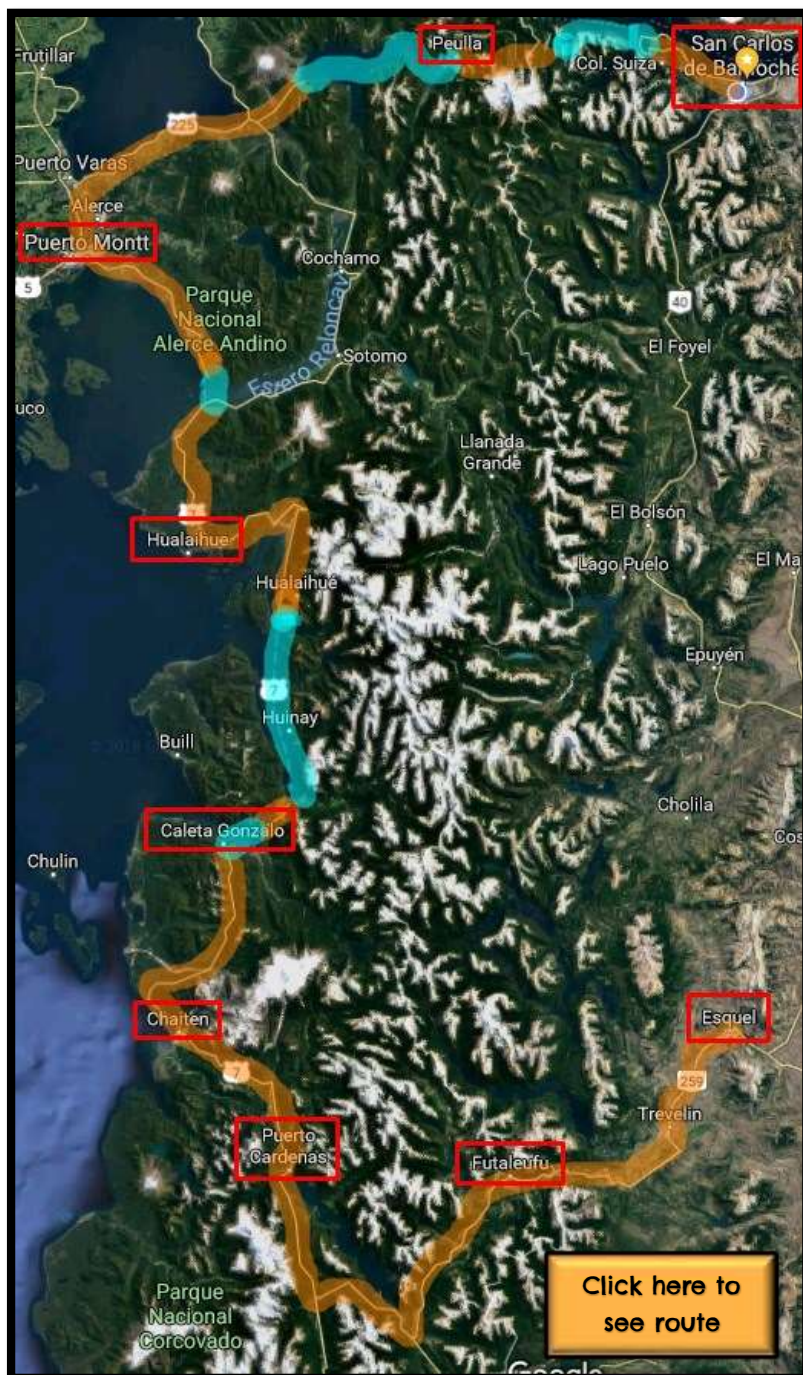 Peulla
San Carlos
de Bariloche
Frutillar
Col. Suiza
225
Puerto Varas
Alerce
Puerto Montt
Cochamo
5
Parque
Nacional
Alerce Andino
40
Estero Reloncaví
Sotomo
El Foyel
uco
Llanada
Grande
El Bolsón
Hualaihue
Lago Puelo
El Ma
Hualaihué
Epuyén
7
Huinay
Buill
Cholila
Caleta Gonzalo
Cos
Chulin
Chaiten
Esquel
7
259
Trevelin
Puerto
Cardenas
Futaleufu
Parque
Nacional
Corcovado
Click here to
see route
Google